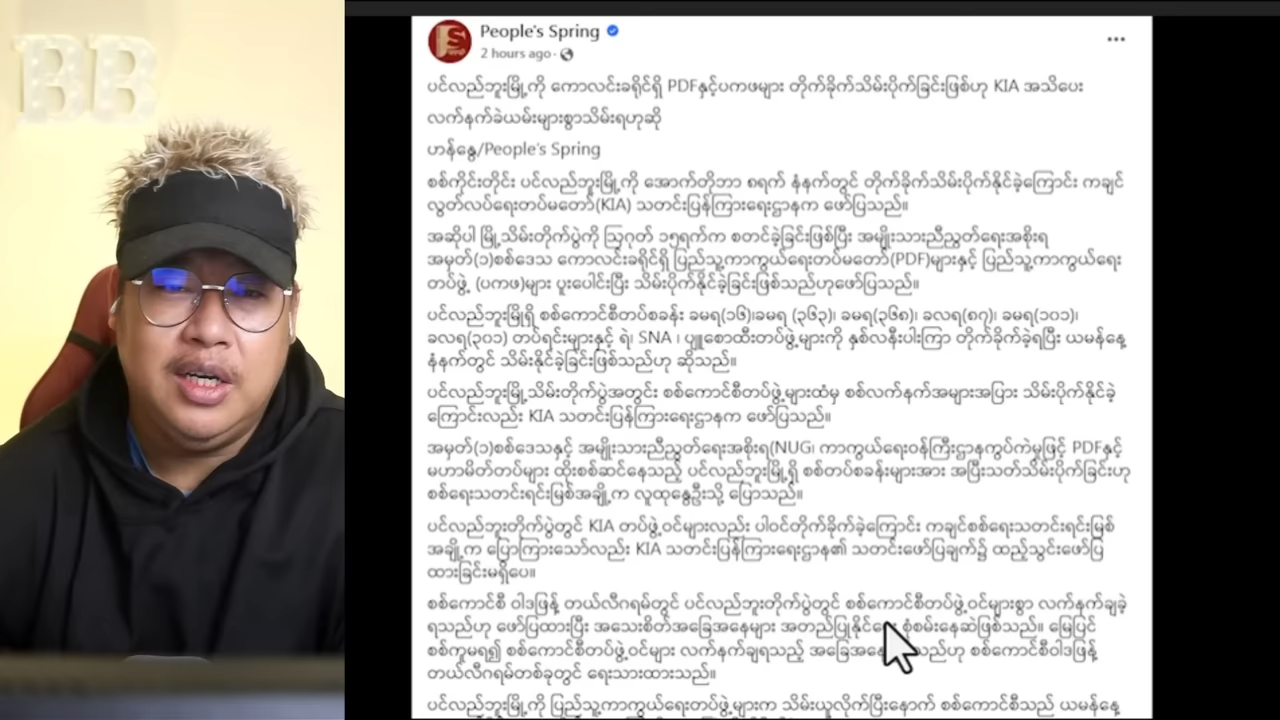 BB
People's Spring
2 hours ago ·
ပင်လည်ဘူးမြို့ကို ကောလင်းခရိုင်ရှိ PDFနှင့်ပကဖများ တိုက်ခိုက်သိမ်းပိုက်ခြင်းဖြစ်ဟု KIA အသိပေး
လက်နက်ခဲယမ်းများစွာသိမ်းရဟုဆို
ဟန်နွေ/People's Spring
စစ်ကိုင်းတိုင်း ပင်လည်ဘူးမြို့ကို အောက်တိုဘာ ၈ရက် နံနက်တွင် တိုက်ခိုက်သိမ်းပိုက်နိုင်ခဲ့ကြောင်း ကချင်
လွတ်လပ်ရေးတပ်မတော်(KIA) သတင်းပြန်ကြားရေးဌာနက ဖော်ပြသည်။
အဆိုပါ မြို့သိမ်းတိုက်ပွဲကို ဩဂုတ် ၁၅ရက်က စတင်ခဲ့ခြင်းဖြစ်ပြီး အမျိုးသားညီညွတ်ရေးအစိုးရ
အမှတ်(၁)စစ်ဒေသ ကောလင်းခရိုင်ရှိ ပြည်သူ့ကာကွယ်ရေးတပ်မတော်(PDF)များနှင့် ပြည်သူ့ကာကွယ်ရေး
တပ်ဖွဲ့ (ပကဖ)များ ပူးပေါင်းပြီး သိမ်းပိုက်နိုင်ခဲ့ခြင်းဖြစ်သည်ဟုဖော်ပြသည်။
ပင်လည်ဘူးမြို့ရှိ စစ်ကောင်စီတပ်စခန်း ခမရ(၁၆)၊ခမရ (၃၆၃)၊ ခမရ(၃၆၈)၊ ခလရ(၈၇)၊ ခမရ(၁၀၁)၊
ခလရ(၃၀၁) တပ်ရင်းများနှင့် ရဲ၊ SNA ၊ ပျူစောထီးတပ်ဖွဲ့များကို နှစ်လနီးပါးကြာ တိုက်ခိုက်ခဲ့ရပြီး ယမန်နေ့
နံနက်တွင် သိမ်းနိုင်ခဲ့ခြင်းဖြစ်သည်ဟု ဆိုသည်။
ပင်လည်ဘူးမြို့သိမ်းတိုက်ပွဲအတွင်း စစ်ကောင်စီတပ်ဖွဲ့များထံမှ စစ်လက်နက်အများအပြား သိမ်းပိုက်နိုင်ခဲ့
ကြောင်းလည်း KIA သတင်းပြန်ကြားရေးဌာနက ဖော်ပြသည်။
အမှတ်(၁)စစ်ဒေသနှင့် အမျိုးသားညီညွတ်ရေးအစိုးရ(NUG၊ ကာကွယ်ရေးဝန်ကြီးဌာနကွပ်ကဲမှုဖြင့် PDFနှင့်
မဟာမိတ်တပ်များ ထိုးစစ်ဆင်နေသည့် ပင်လည်ဘူးမြို့ရှိ စစ်တပ်စခန်းများအား အပြီးသတ်သိမ်းပိုက်ခြင်းဟု
စစ်ရေးသတင်းရင်းမြစ်အချို့က လူထုနွေဦးသို့ ပြောသည်။
ပင်လည်ဘူးတိုက်ပွဲတွင် KIA တပ်ဖွဲ့ဝင်များလည်း ပါဝင်တိုက်ခိုက်ခဲ့ကြောင်း ကချင်စစ်ရေးသတင်းရင်းမြစ်
အချို့က ပြောကြားသော်လည်း KIA သတင်းပြန်ကြားရေးဌာန၏ သတင်းဖော်ပြချက်၌ ထည့်သွင်းဖော်ပြ
ထားခြင်းမရှိပေ။
စစ်ကောင်စီ ဝါဒဖြန့် တယ်လီဂရမ်တွင် ပင်လည်ဘူးတိုက်ပွဲတွင် စစ်ကောင်စီတပ်ဖွဲ့ဝင်များစွာ လက်နက်ချခဲ့
ရသည်ဟု ဖော်ပြထားပြီး အသေးစိတ်အခြေအနေများ အတည်ပြုနိုင်ရေး စုံစမ်းနေဆဲဖြစ်သည်။ မြေပြင်
စစ်ကူမရ၍ စစ်ကောင်စီတပ်ဖွဲ့ဝင်များ လက်နက်ချရသည့် စစ်ကောင်စီဝါဒဖြန့်
တယ်လီဂရမ်တစ်ခုတွင် ရေးသားထားသည်။
ပင်လည်ဘူးမြို့ကို ပြည်သူ့ကာကွယ်ရေးတပ်ဖွဲ့များက သိမ်းယူလိုက်ပြီးနောက် စစ်ကောင်စီသည် ယမန်နေ့